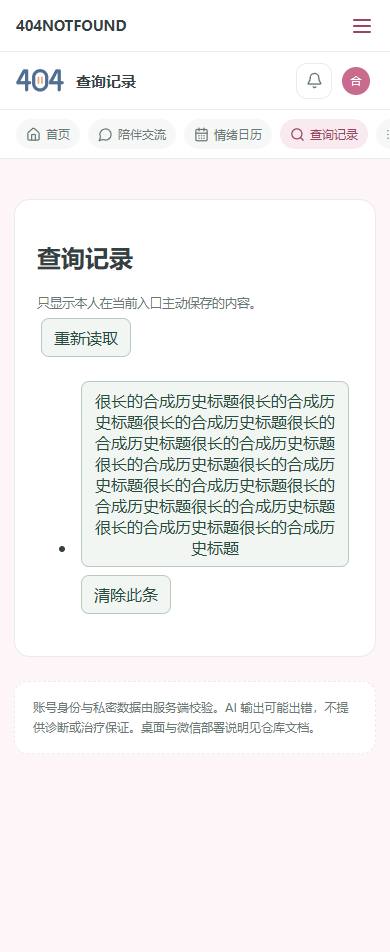 404NOTFOUND
404 查询记录 合
首页 陪伴交流 情绪日历 查询记录
查询记录
只显示本人在当前入口主动保存的内容。
重新读取
很长的合成历史标题很长的合成历
史标题很长的合成历史标题很长的
合成历史标题很长的合成历史标题
很长的合成历史标题很长的合成历
史标题很长的合成历史标题很长的
合成历史标题很长的合成历史标题
很长的合成历史标题很长的合成历
史标题
清除此条
账号身份与私密数据由服务端校验。AI 输出可能出错，不提
供诊断或治疗保证。桌面与微信部署说明见仓库文档。